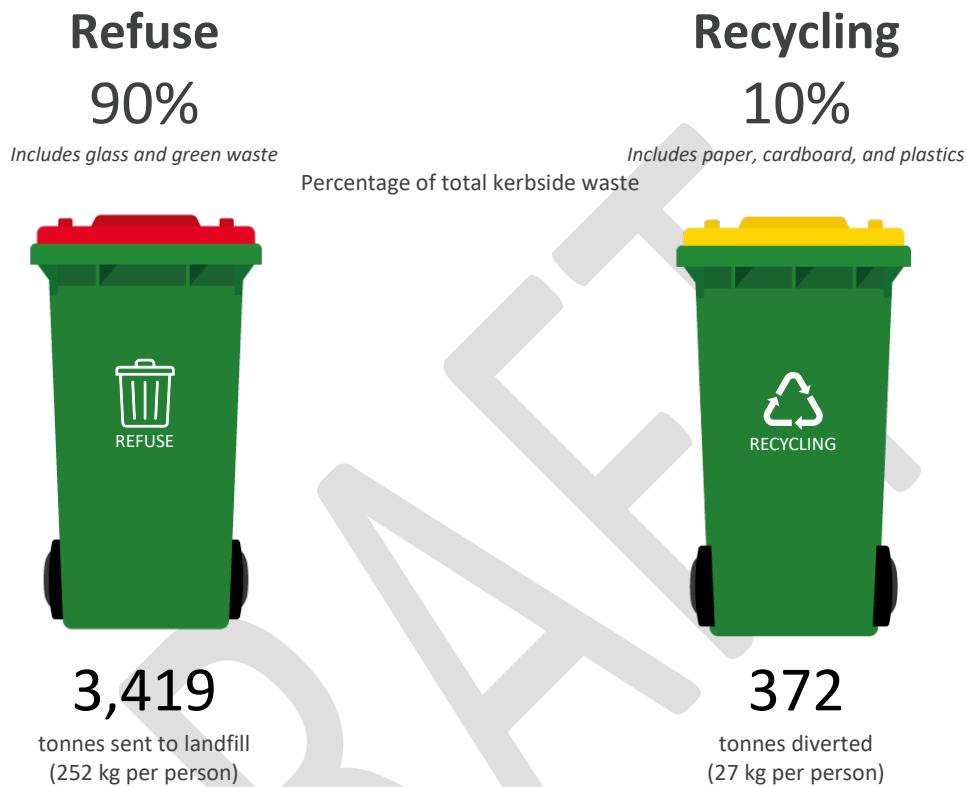 Refuse
90%
Includes glass and green waste
Recycling
10%
Includes paper, cardboard, and plastics
Percentage of total kerbside waste
REFUSE
RECYCLING
3,419
tonnes sent to landfill
(252 kg per person)
372
tonnes diverted
(27 kg per person)
DRAFT